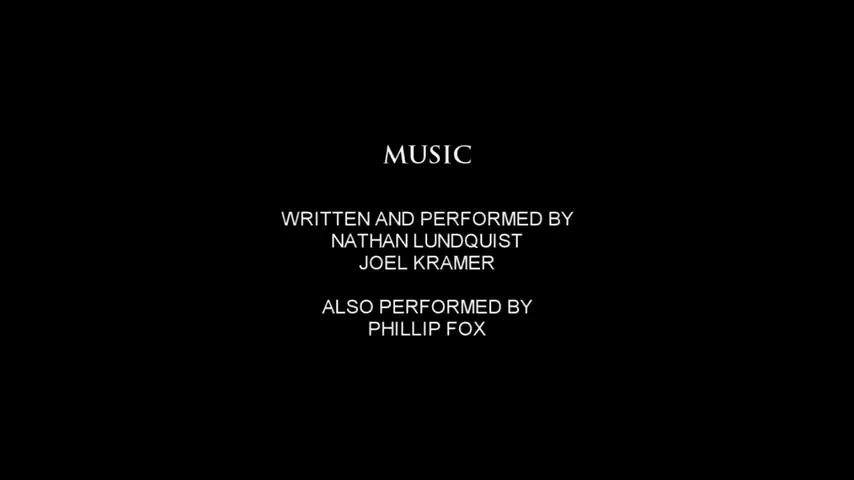 MUSIC
WRITTEN AND PERFORMED BY
NATHAN LUNDQUIST
JOEL KRAMER
ALSO PERFORMED BY
PHILLIP FOX